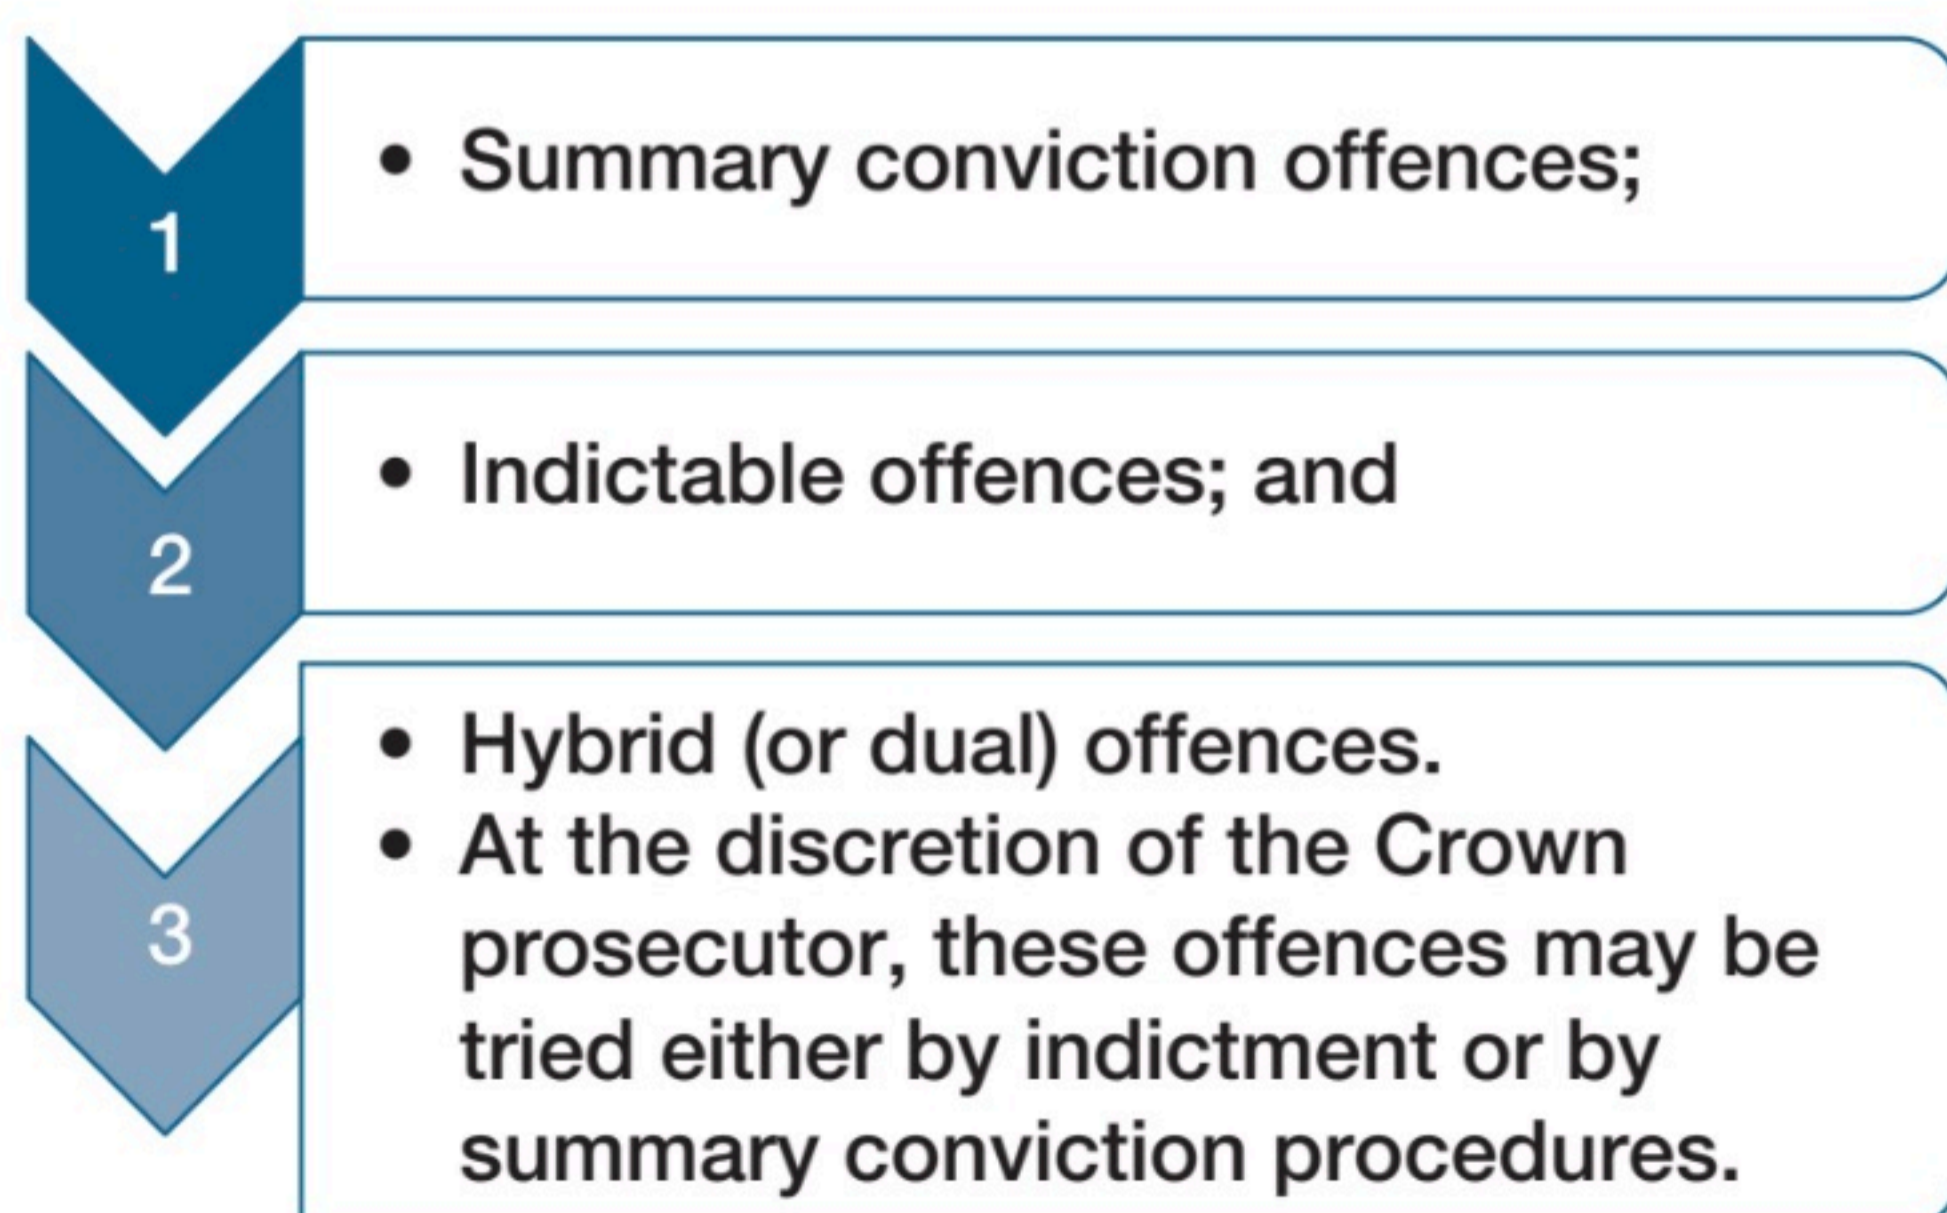 1
• Summary conviction offences;
2
• Indictable offences; and
3
• Hybrid (or dual) offences.
• At the discretion of the Crown
prosecutor, these offences may be
tried either by indictment or by
summary conviction procedures.